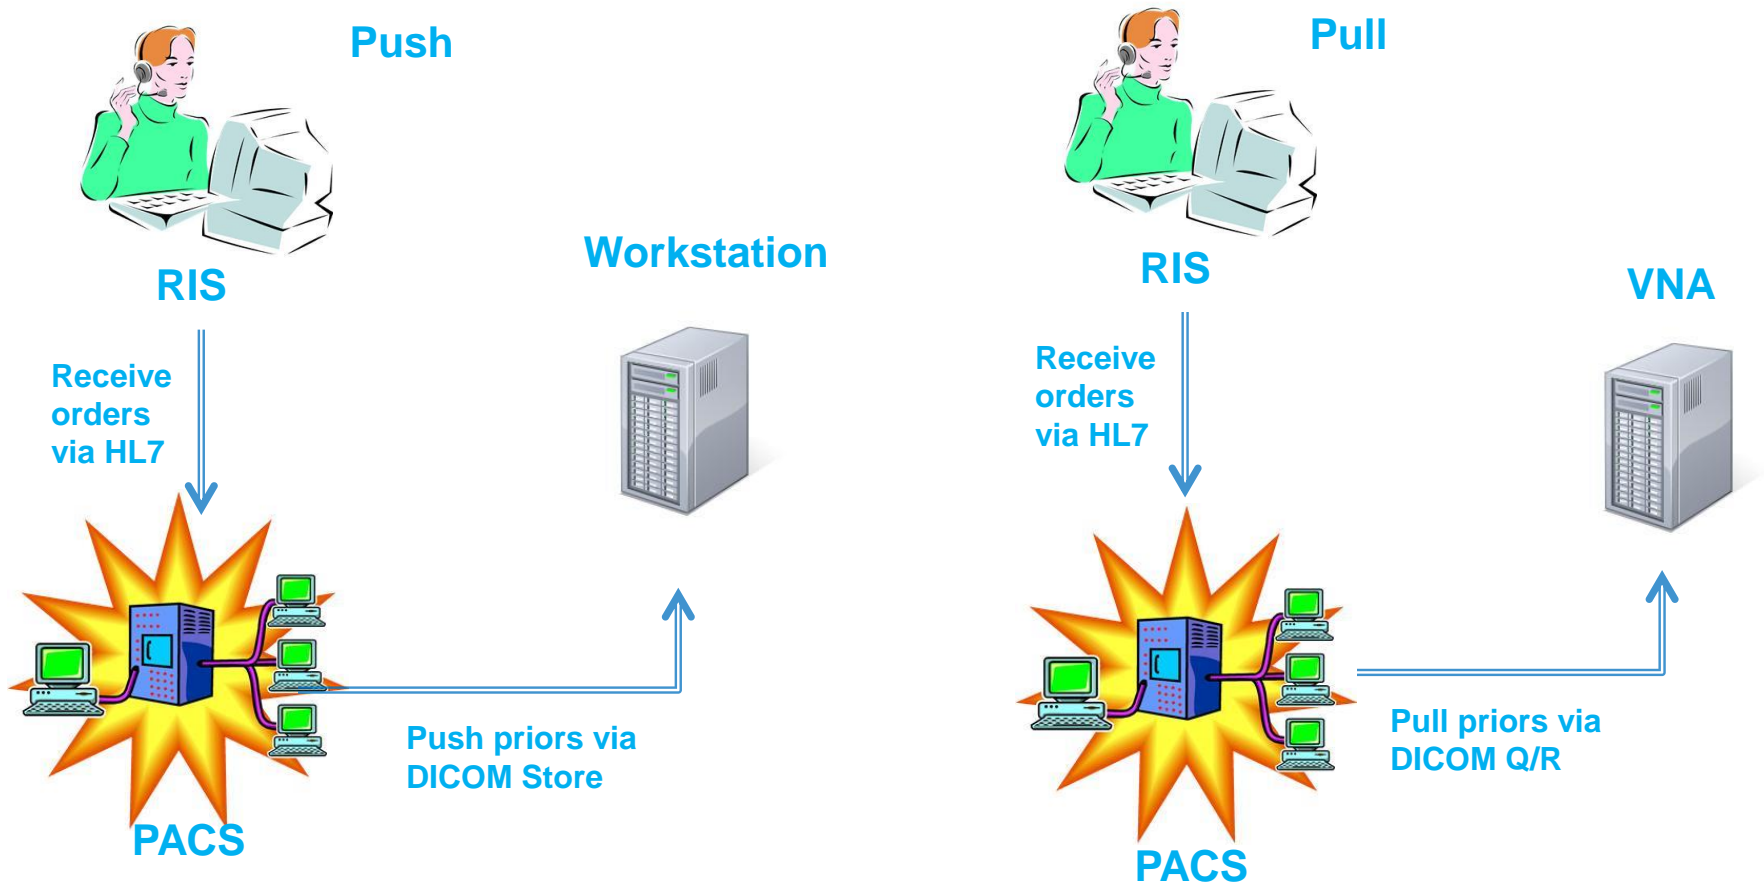 Push
RIS
Workstation
Receive
orders
via HL7
Push priors via
DICOM Store
PACS
Pull
RIS
VNA
Receive
orders
via HL7
Pull priors via
DICOM Q/R
PACS